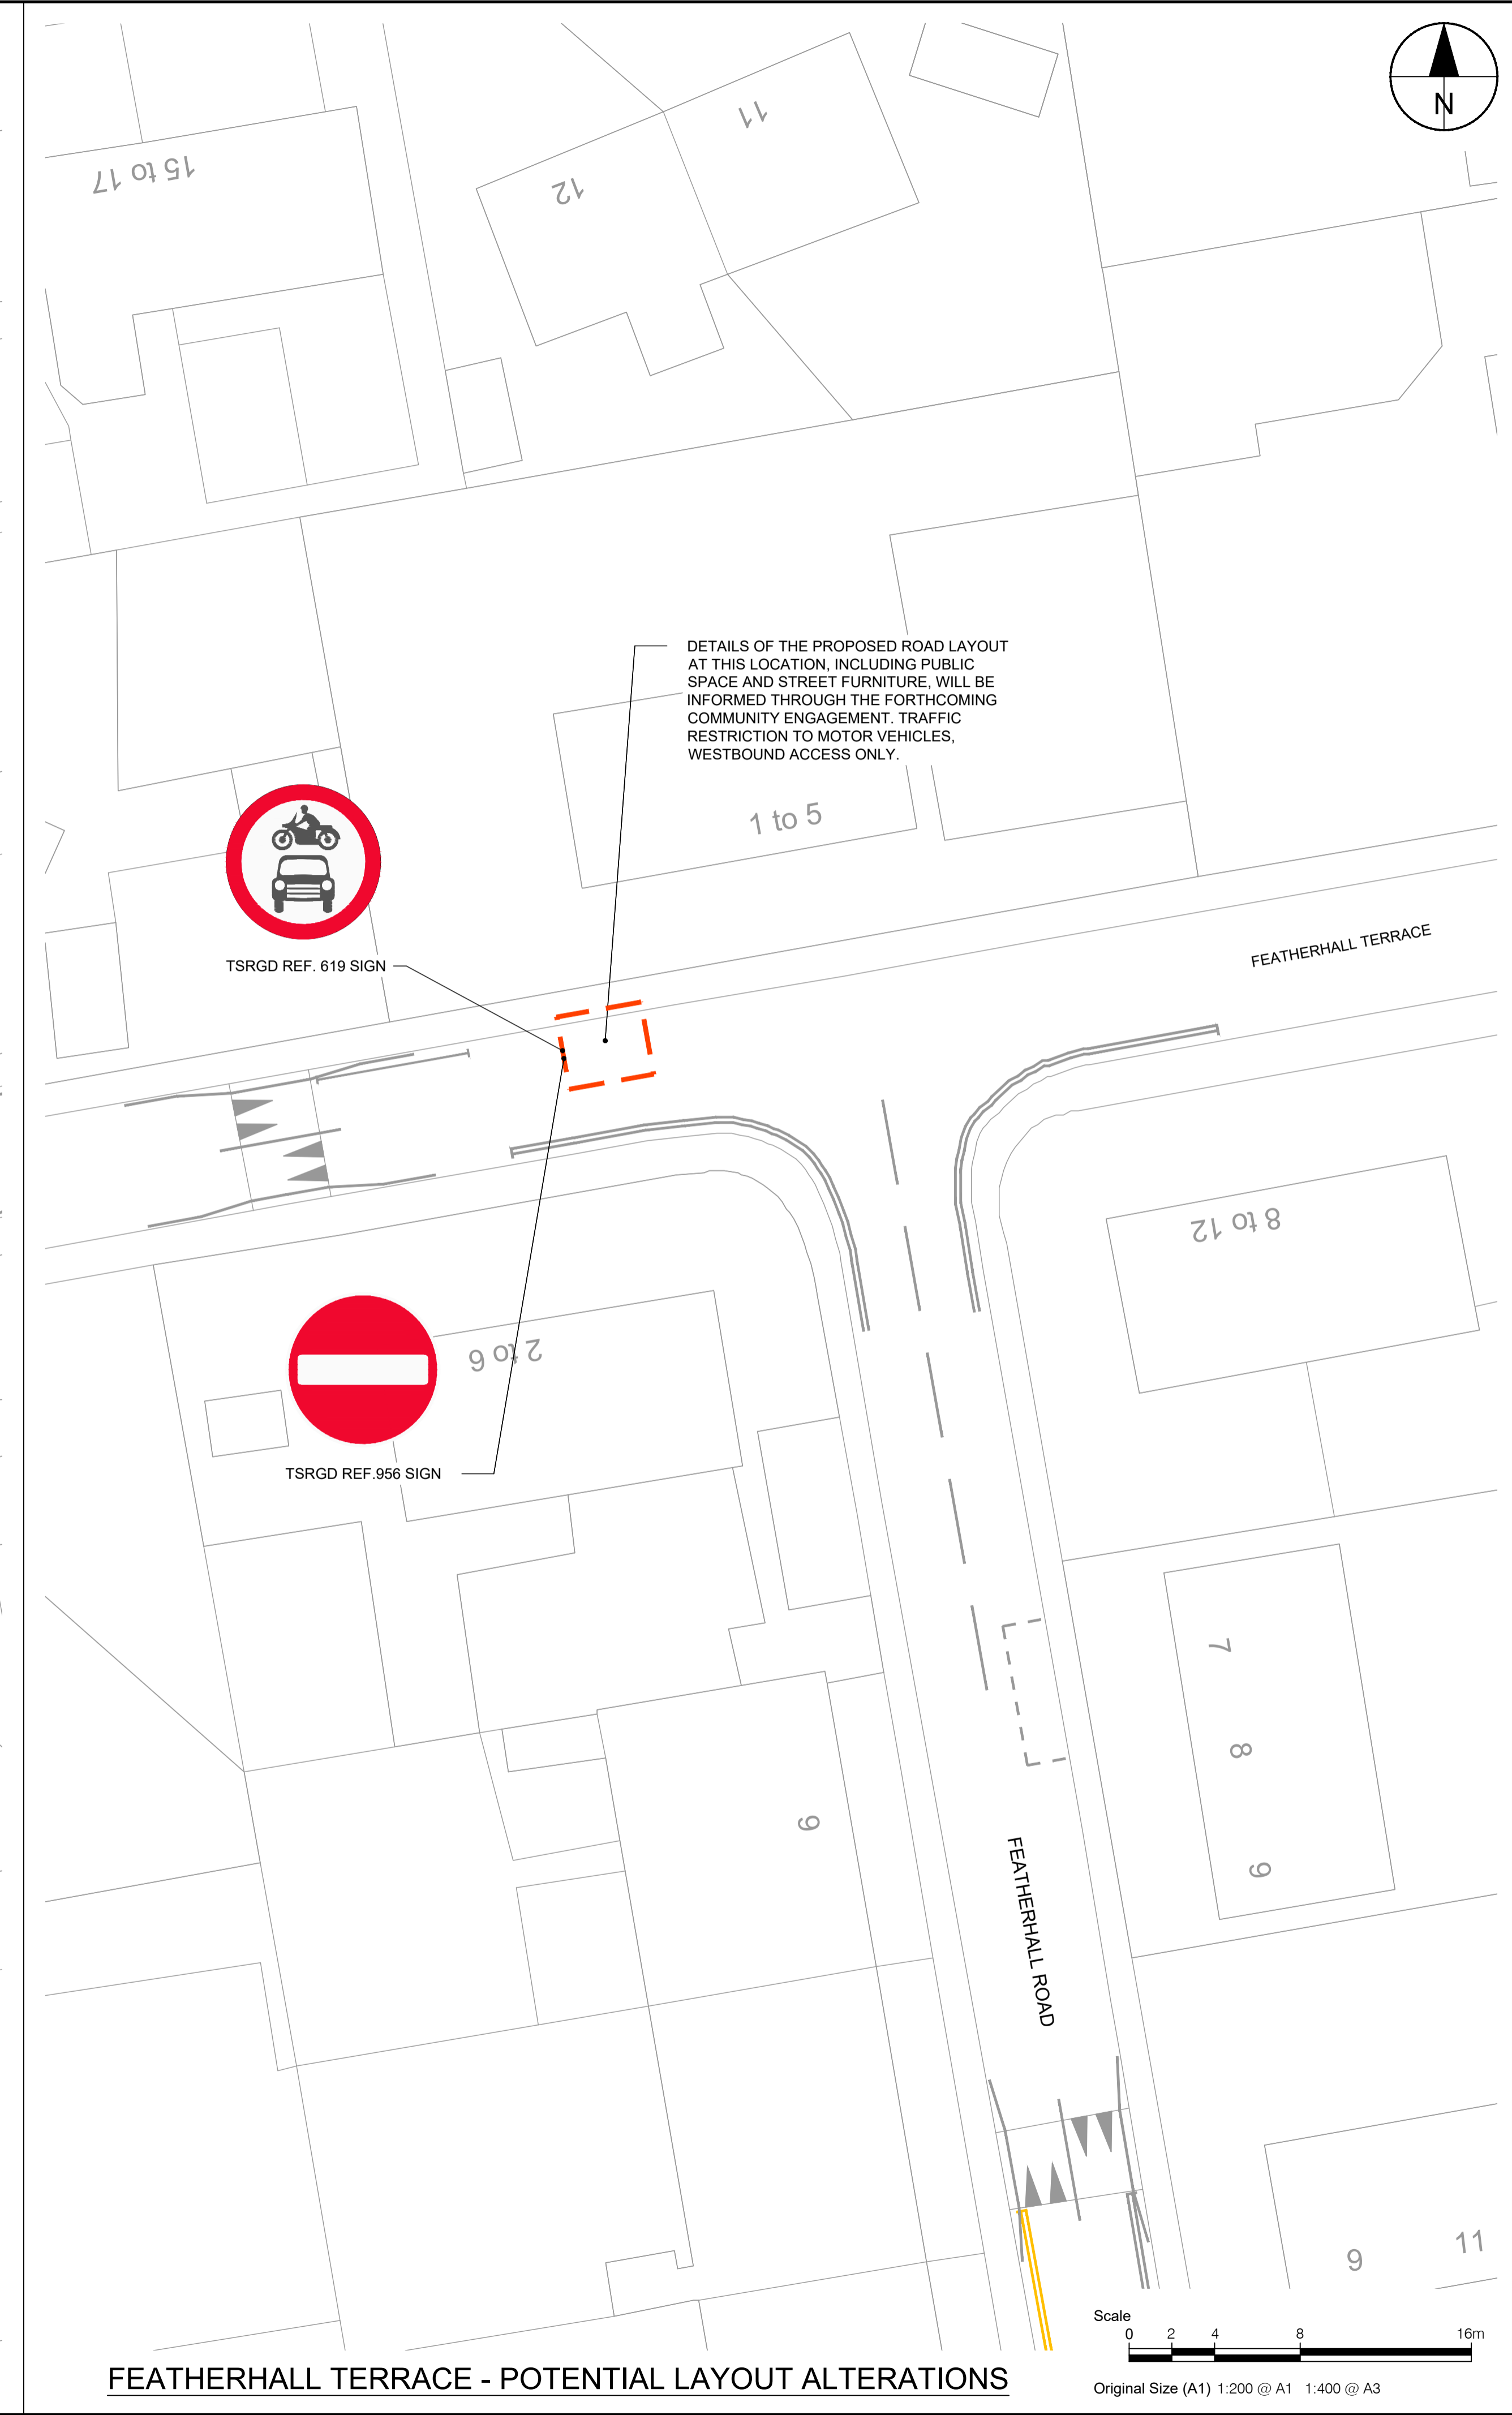 N
11
12
15 to 17
DETAILS OF THE PROPOSED ROAD LAYOUT
AT THIS LOCATION, INCLUDING PUBLIC
SPACE AND STREET FURNITURE, WILL BE
INFORMED THROUGH THE FORTHCOMING
COMMUNITY ENGAGEMENT. TRAFFIC
RESTRICTION TO MOTOR VEHICLES,
WESTBOUND ACCESS ONLY.
1 to 5
FEATHERHALL TERRACE
TSRGD REF. 619 SIGN
8 to 12
2 to 6
TSRGD REF.956 SIGN
7
8
9
9
FEATHERHALL ROAD
9
11
Scale
0 2 4 8 16m
FEATHERHALL TERRACE - POTENTIAL LAYOUT ALTERATIONS
Original Size (A1) 1:200 @ A1 1:400 @ A3